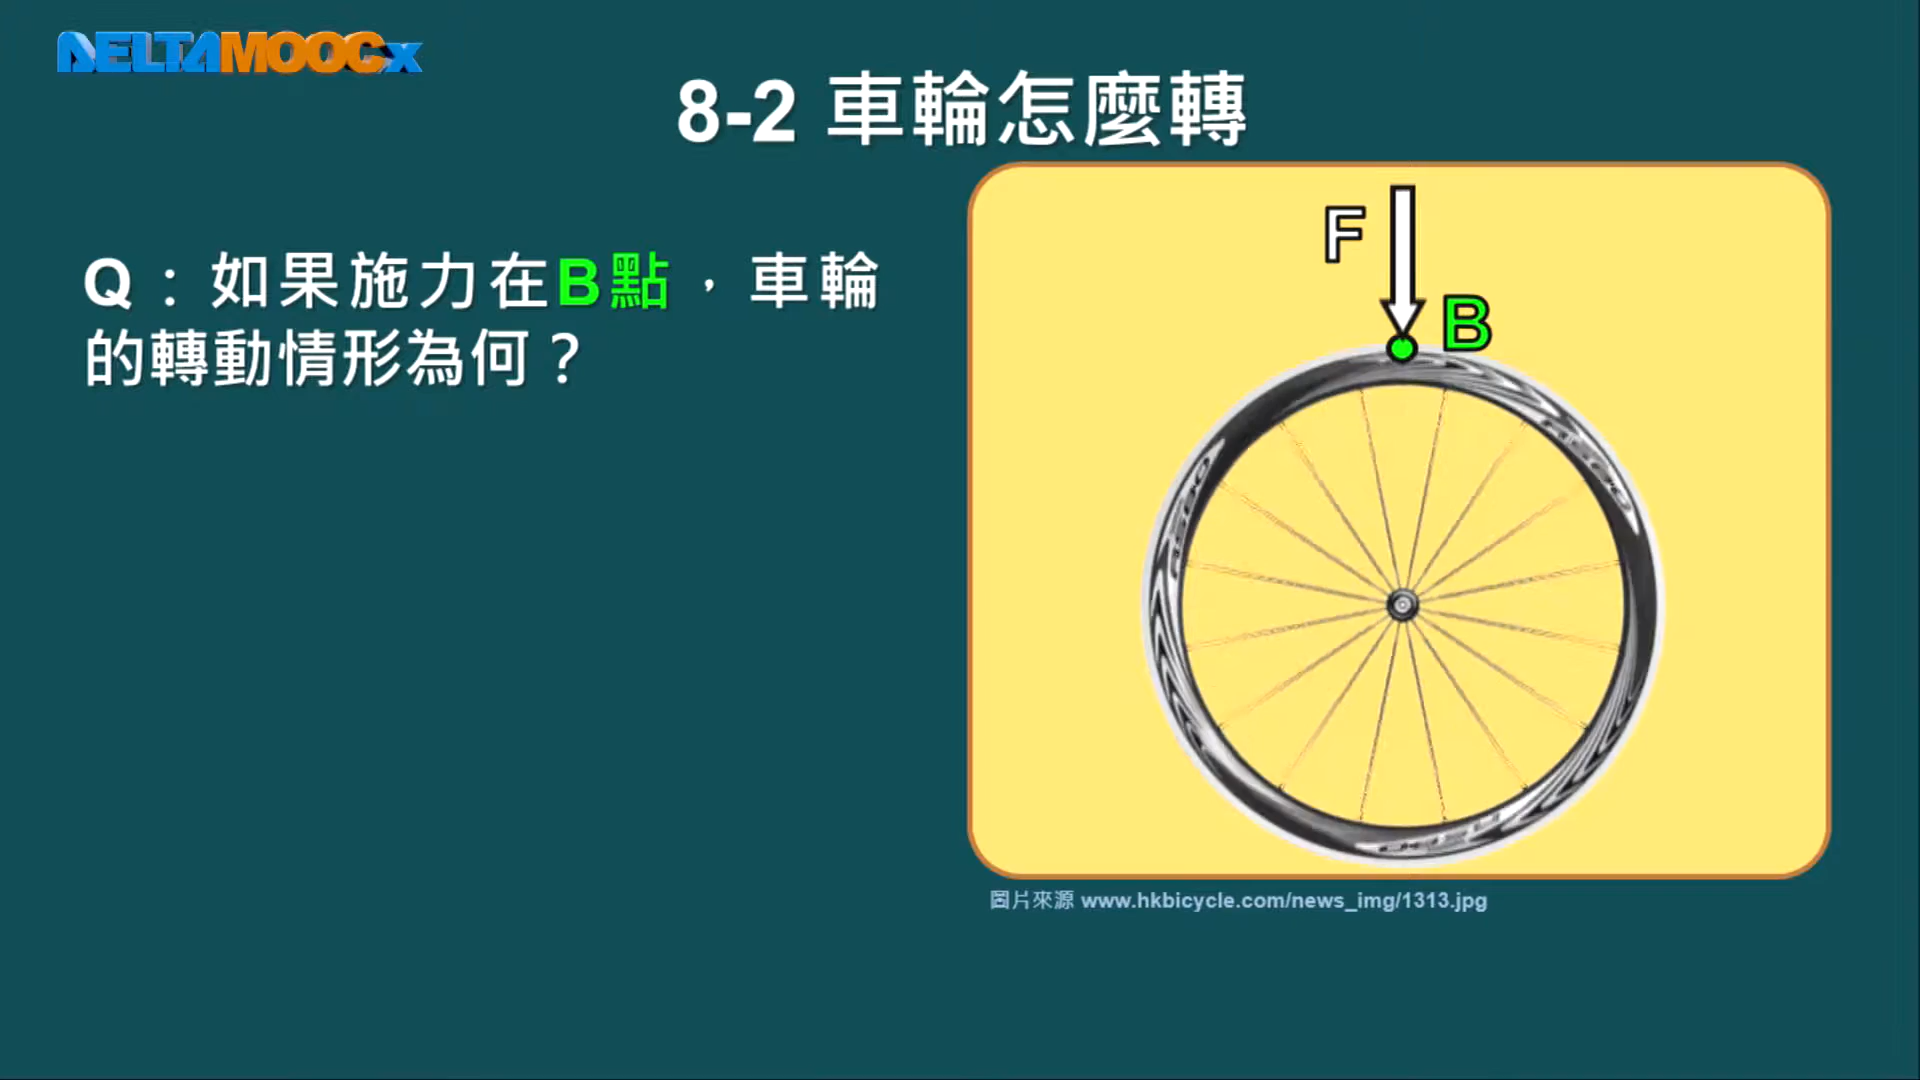 DELTAMOOCx
8-2 車輪怎麼轉
Q：如果施力在B點，車輪
的轉動情形為何？
F
B
圖片來源 www.hkbicycle.com/news_img/1313.jpg